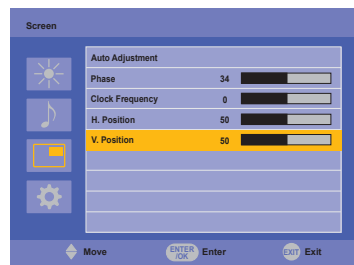 Screen
Auto Adjustment
Phase 34
Clock Frequency 0
H. Position 50
V. Position 50
Move ENTER /OK Enter EXIT Exit